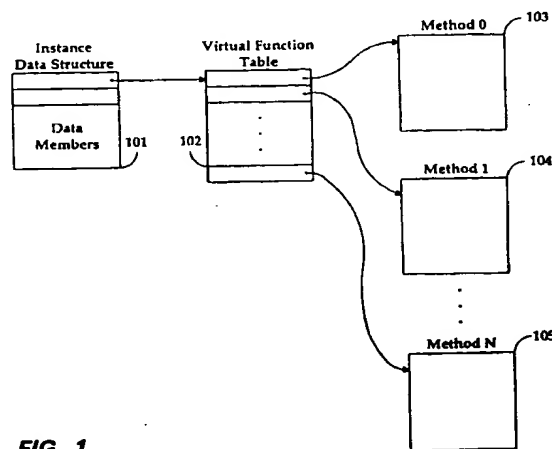 Instance
Data Structure
Data
Members
101
Virtual Function
Table
102
Method 0
103
Method 1
104
Method N
105
FIG. 1